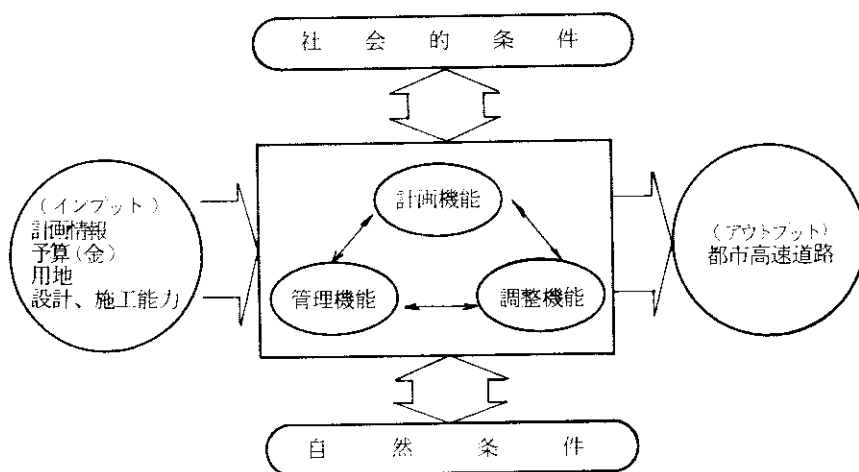 社会的条件
(インプット)
計画情報
予算(金)
用地
設計、施工能力
計画機能
管理機能
調整機能
(アウトプット)
都市高速道路
自然条件